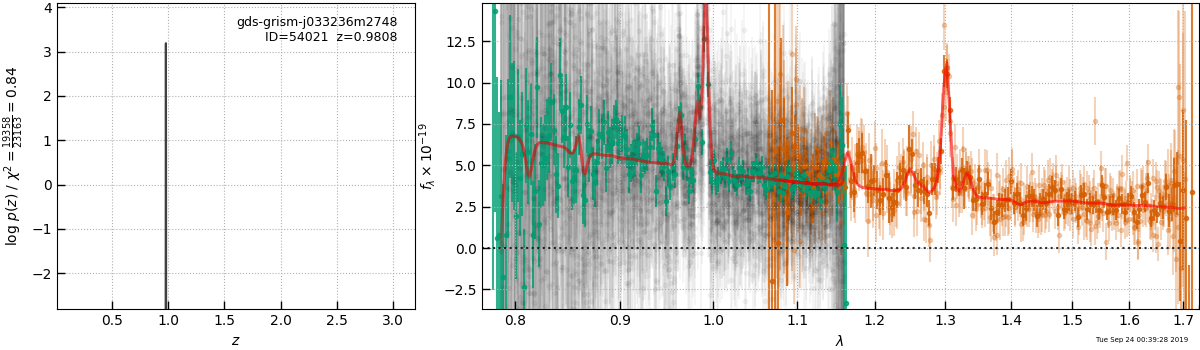 gds-grism-j033236m2748
ID=54021 z=0.9808
log p(z) / χ² = 19358/23163 = 0.84
4
3
2
1
0
−1
−2
0.5 1.0 1.5 2.0 2.5 3.0
z
fλ × 10⁻¹⁹
12.5
10.0
7.5
5.0
2.5
0.0
−2.5
0.8 0.9 1.0 1.1 1.2 1.3 1.4 1.5 1.6 1.7
λ
Tue Sep 24 00:39:28 2019